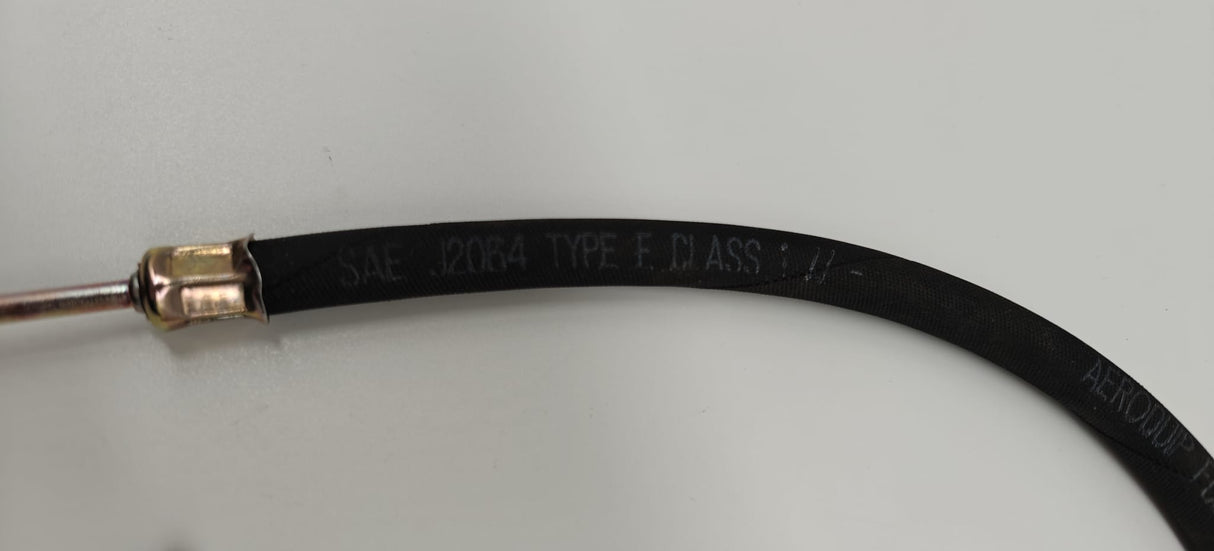 SAE J2064 TYPE E CLASS
AEROQUIP